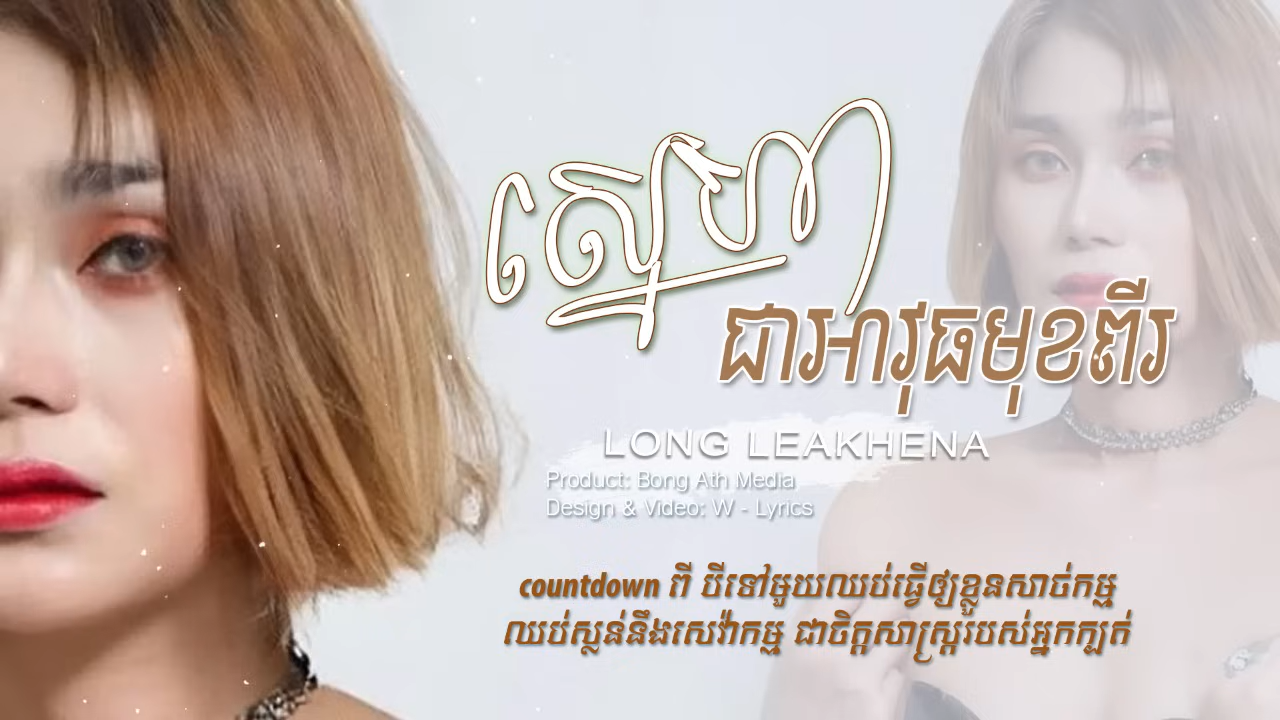 ស្នេហា
ជាអាវុធមុខពីរ
LONG LEAKHENA
Product: Bong Ath Media
Design & Video: W - Lyrics
countdown ពី បីទៅមួយឈប់ធ្វើឲ្យខ្លួនសាច់កម្ម
ឈប់ស្លន់នឹងសេវ៉ាកម្ម ជាចិត្តសាស្ត្ររបស់អ្នកក្បត់